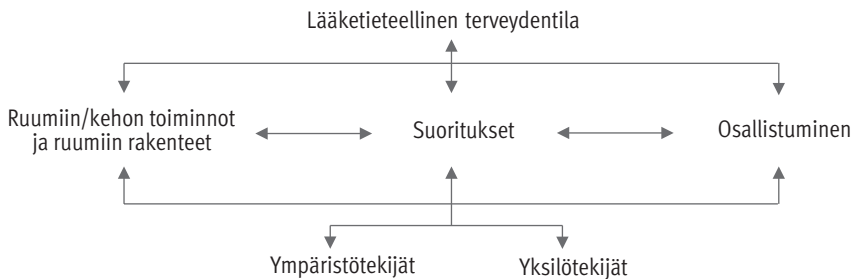 Lääketieteellinen terveydentila
Ruumiin/kehon toiminnot
ja ruumiin rakenteet
Suoritukset
Osallistuminen
Ympäristötekijät
Yksilötekijät